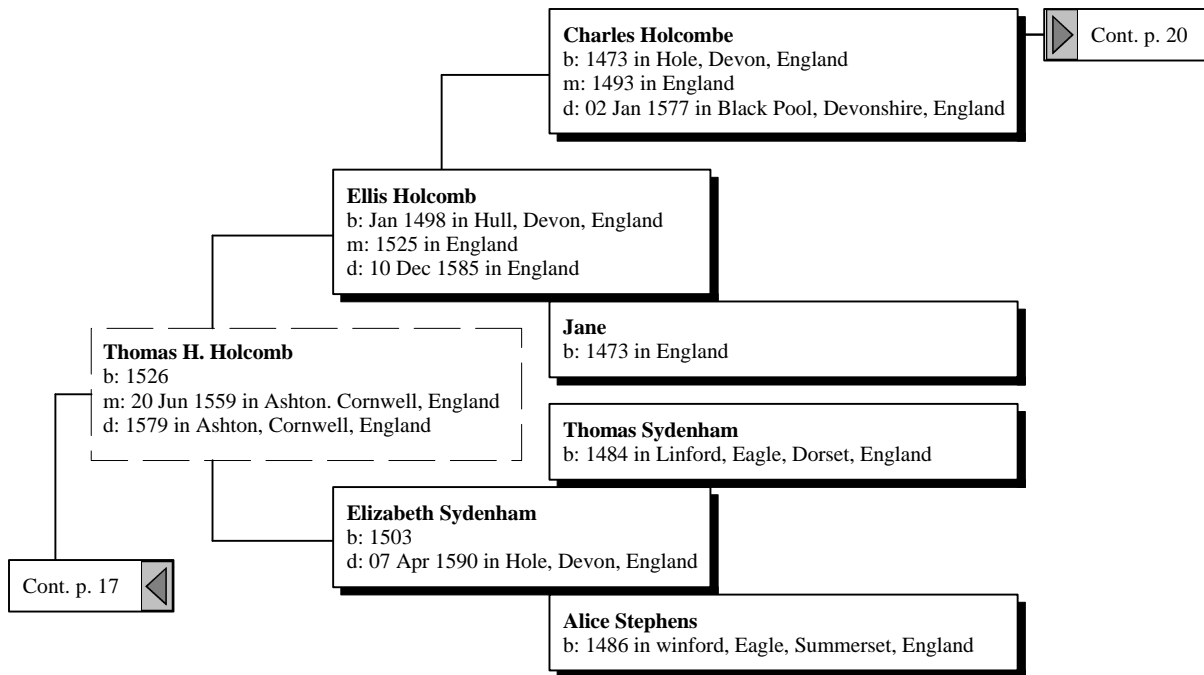 Charles Holcombe
b: 1473 in Hole, Devon, England
m: 1493 in England
d: 02 Jan 1577 in Black Pool, Devonshire, England
Cont. p. 20
Ellis Holcomb
b: Jan 1498 in Hull, Devon, England
m: 1525 in England
d: 10 Dec 1585 in England
Jane
b: 1473 in England
Thomas H. Holcomb
b: 1526
m: 20 Jun 1559 in Ashton. Cornwell, England
d: 1579 in Ashton, Cornwell, England
Thomas Sydenham
b: 1484 in Linford, Eagle, Dorset, England
Elizabeth Sydenham
b: 1503
d: 07 Apr 1590 in Hole, Devon, England
Cont. p. 17
Alice Stephens
b: 1486 in winford, Eagle, Summerset, England